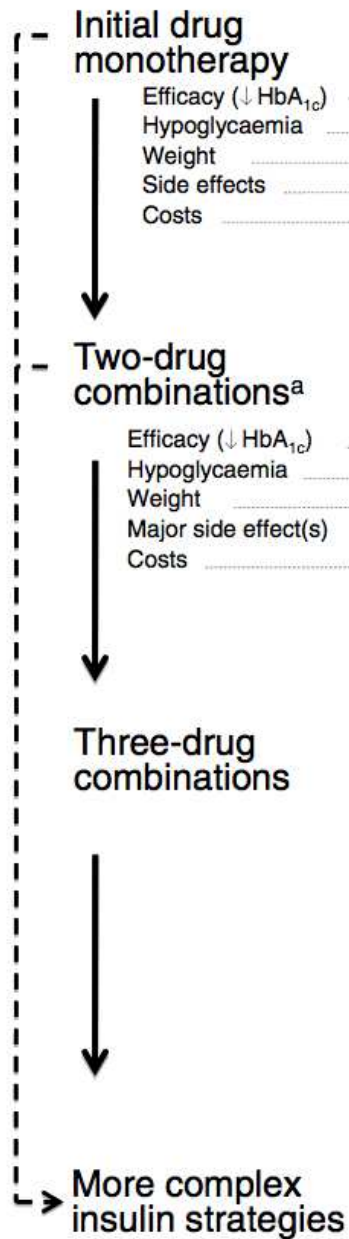 Initial drug
monotherapy
Efficacy (↓ HbA1c)
Hypoglycaemia
Weight
Side effects
Costs
Two-drug
combinationsᵃ
Efficacy (↓ HbA1c)
Hypoglycaemia
Weight
Major side effect(s)
Costs
Three-drug
combinations
More complex
insulin strategies